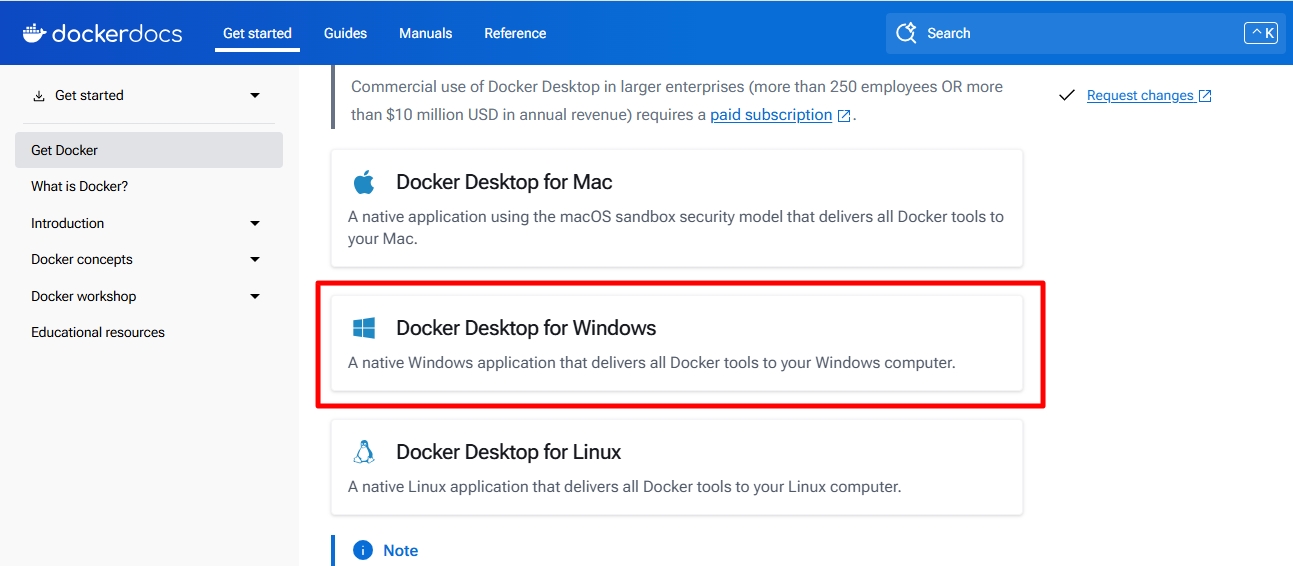 dockerdocs
Get started
Guides
Manuals
Reference
Search
^ K
Get started
Get Docker
What is Docker?
Introduction
Docker concepts
Docker workshop
Educational resources
Commercial use of Docker Desktop in larger enterprises (more than 250 employees OR more
than $10 million USD in annual revenue) requires a paid subscription .
Docker Desktop for Mac
A native application using the macOS sandbox security model that delivers all Docker tools to
your Mac.
Docker Desktop for Windows
A native Windows application that delivers all Docker tools to your Windows computer.
Docker Desktop for Linux
A native Linux application that delivers all Docker tools to your Linux computer.
Note
Request changes